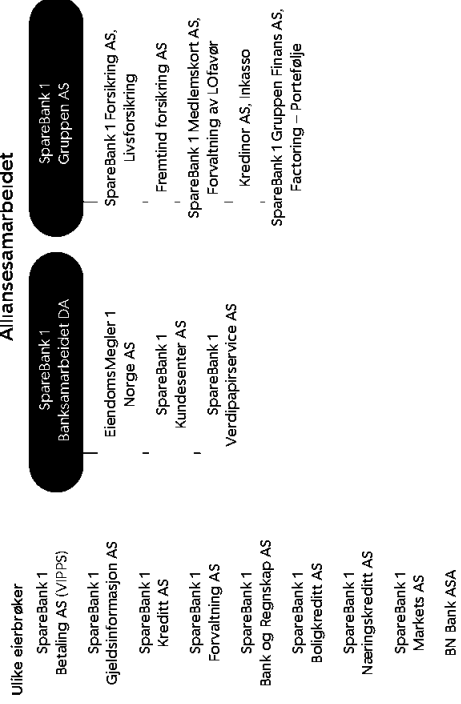 Alliansesamarbeidet
Ulike eierbrøker
SpareBank 1
Betaling AS (VIPPS)
SpareBank 1
Gjeldsinformasjon AS
SpareBank 1
Kreditt AS
SpareBank 1
Forvaltning AS
SpareBank 1
Bank og Regnskap AS
SpareBank 1
Boligkreditt AS
SpareBank 1
Næringskreditt AS
SpareBank 1
Markets AS
BN Bank ASA
SpareBank 1
Banksamarbeidet DA
EiendomsMegler 1
Norge AS
SpareBank 1
Kundesenter AS
SpareBank 1
Verdipapirservice AS
SpareBank 1
Gruppen AS
SpareBank 1 Forsikring AS,
Livsforsikring
Fremtind forsikring AS
SpareBank 1 Medlemskort AS,
Forvaltning av LOfavør
Kredinor AS, Inkasso
SpareBank 1 Gruppen Finans AS,
Factoring – Portefølje